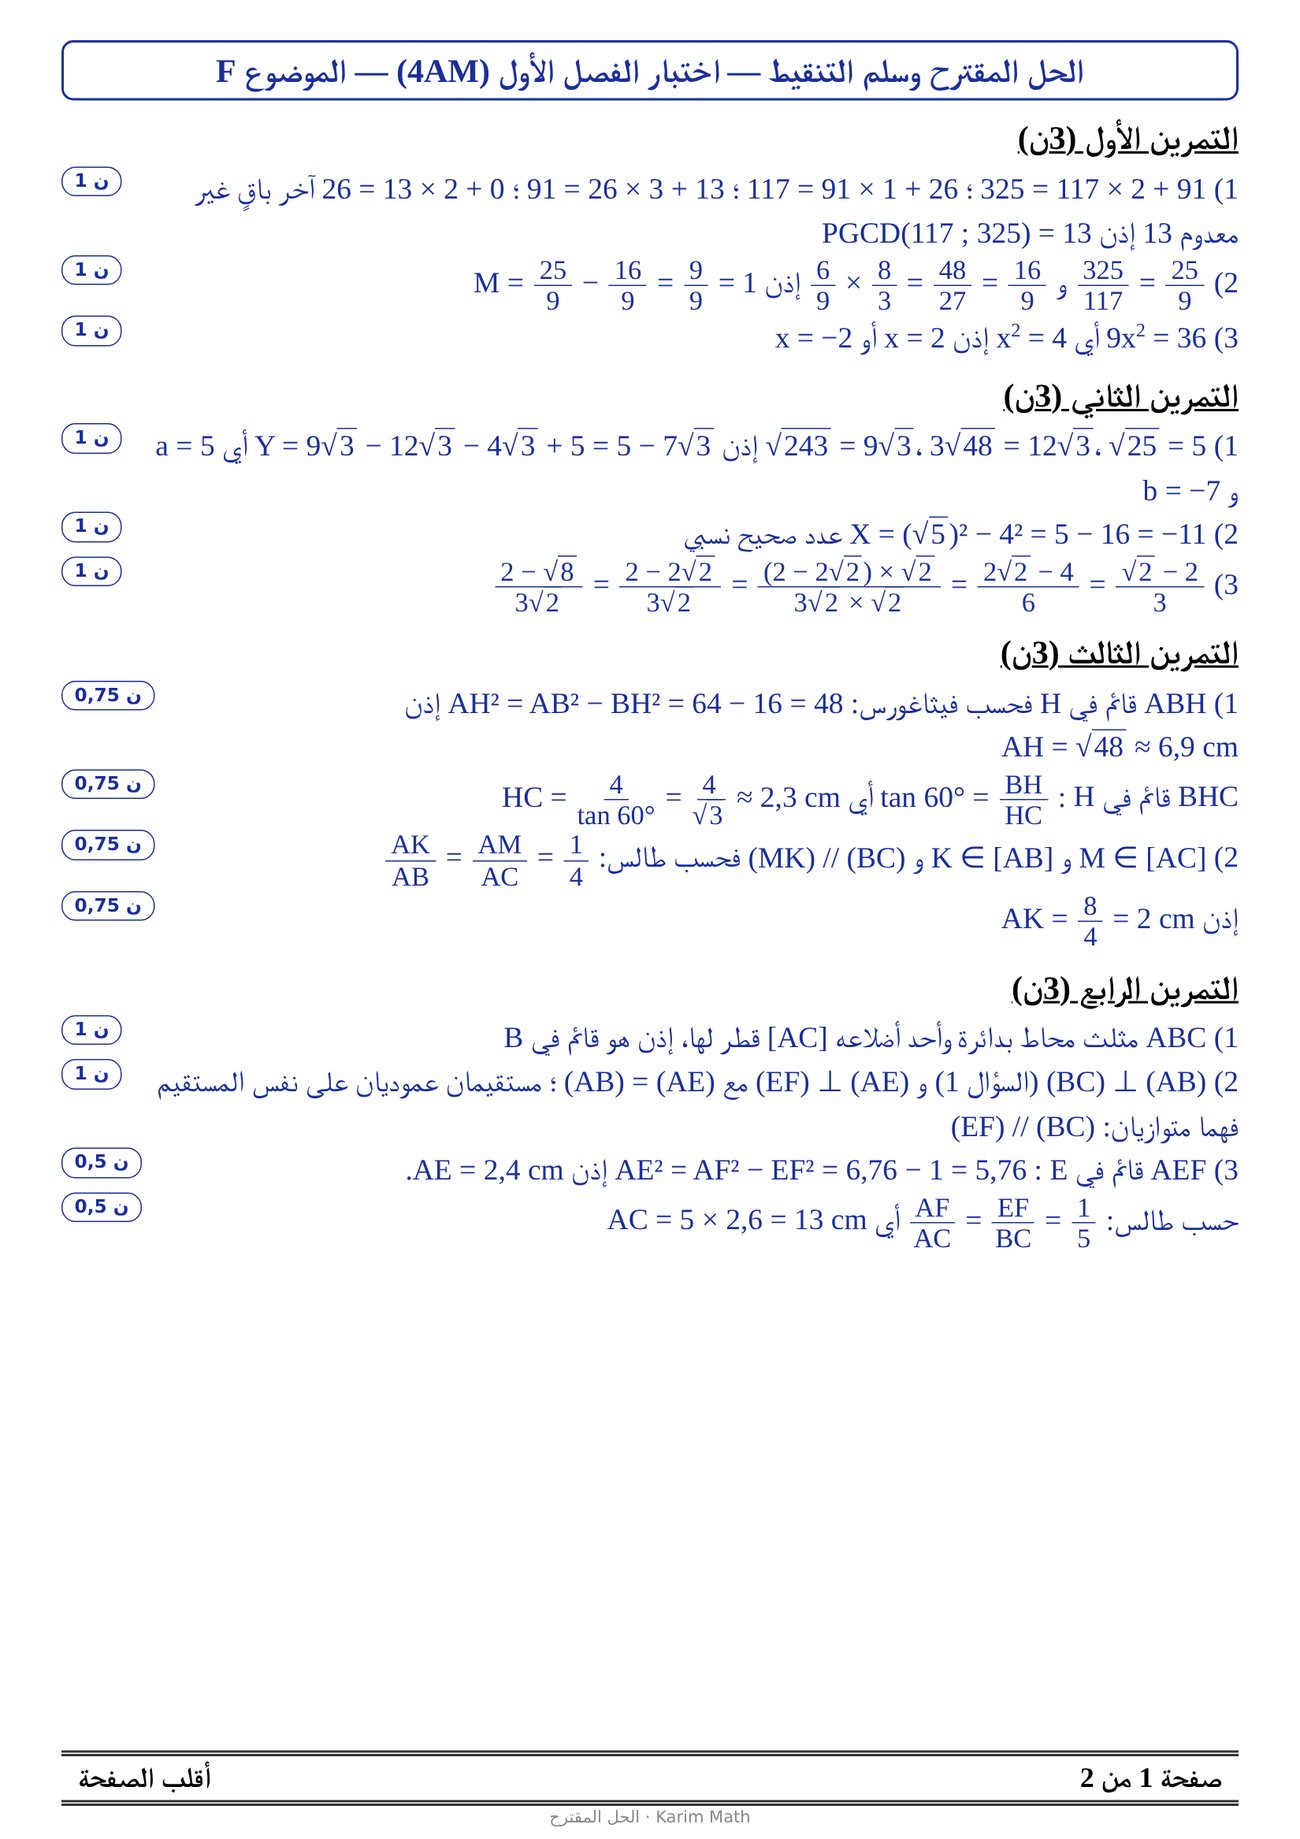 الحل المقترح وسلم التنقيط — اختبار الفصل الأول (4AM) — الموضوع F
التمرين الأول (3ن)
1) 325 = 117 × 2 + 91 ؛ 117 = 91 × 1 + 26 ؛ 91 = 26 × 3 + 13 ؛ 26 = 13 × 2 + 0 آخر باقٍ غير
1 ن
معدوم 13 إذن PGCD(117 ; 325) = 13
2) 325/117 = 25/9 و 6/9 × 8/3 = 48/27 = 16/9 إذن M = 25/9 − 16/9 = 9/9 = 1
1 ن
3) 9x² = 36 أي x² = 4 إذن x = 2 أو x = −2
1 ن
التمرين الثاني (3ن)
1) √25 = 5، 3√48 = 12√3، √243 = 9√3 إذن Y = 9√3 − 12√3 − 4√3 + 5 = 5 − 7√3 أي a = 5
1 ن
و b = −7
2) X = (√5)² − 4² = 5 − 16 = −11 عدد صحيح نسبي
1 ن
3) (2 − √8)/(3√2) = (2 − 2√2)/(3√2) = ((2 − 2√2) × √2)/(3√2 × √2) = (2√2 − 4)/6 = (√2 − 2)/3
1 ن
التمرين الثالث (3ن)
1) ABH قائم في H فحسب فيثاغورس: AH² = AB² − BH² = 64 − 16 = 48 إذن
0,75 ن
AH = √48 ≈ 6,9 cm
BHC قائم في H : tan 60° = BH/HC أي HC = 4/tan 60° = 4/√3 ≈ 2,3 cm
0,75 ن
2) M ∈ [AC] و K ∈ [AB] و (MK) // (BC) فحسب طالس: AK/AB = AM/AC = 1/4
0,75 ن
إذن AK = 8/4 = 2 cm
0,75 ن
التمرين الرابع (3ن)
1) ABC مثلث محاط بدائرة وأحد أضلاعه [AC] قطر لها، إذن هو قائم في B
1 ن
2) (BC) ⊥ (AB) (السؤال 1) و (EF) ⊥ (AE) مع (AB) = (AE) ؛ مستقيمان عموديان على نفس المستقيم
1 ن
فهما متوازيان: (EF) // (BC)
3) AEF قائم في E : AE² = AF² − EF² = 6,76 − 1 = 5,76 إذن AE = 2,4 cm.
0,5 ن
حسب طالس: AF/AC = EF/BC = 1/5 أي AC = 5 × 2,6 = 13 cm
0,5 ن
صفحة 1 من 2
أقلب الصفحة
Karim Math · الحل المقترح